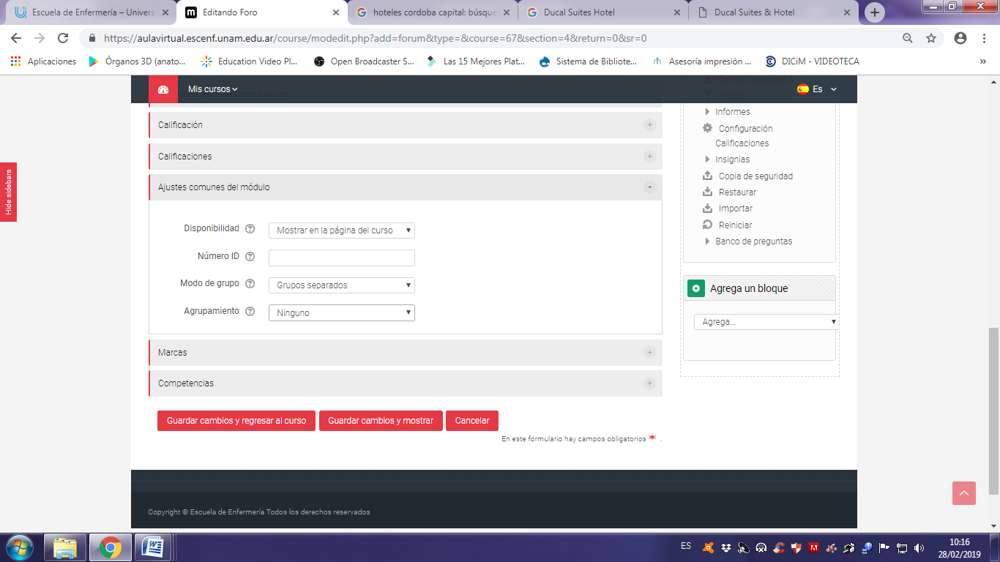 Escuela de Enfermería – Univers
Editando Foro
hoteles cordoba capital: búsque
Ducal Suites Hotel
Ducal Suites & Hotel
https://aulavirtual.escenf.unam.edu.ar/course/modedit.php?add=forum&type=&course=67&section=4&return=0&sr=0
Aplicaciones
Órganos 3D (anato...
Education Video Pl...
Open Broadcaster S...
Las 15 Mejores Plat...
Sistema de Bibliote...
Asesoría impresión ...
DICiM - VIDEOTECA
»
Mis cursos
Es
Calificación
Calificaciones
Ajustes comunes del módulo
Disponibilidad
Mostrar en la página del curso
Número ID
Modo de grupo
Grupos separados
Agrupamiento
Ninguno
Marcas
Competencias
Guardar cambios y regresar al curso
Guardar cambios y mostrar
Cancelar
En este formulario hay campos obligatorios * .
Hide sidebars
Informes
Configuración
Calificaciones
Insignias
Copia de seguridad
Restaurar
Importar
Reiniciar
Banco de preguntas
Agrega un bloque
Agrega...
Copyright © Escuela de Enfermería Todos los derechos reservados
ES
10:16
28/02/2019